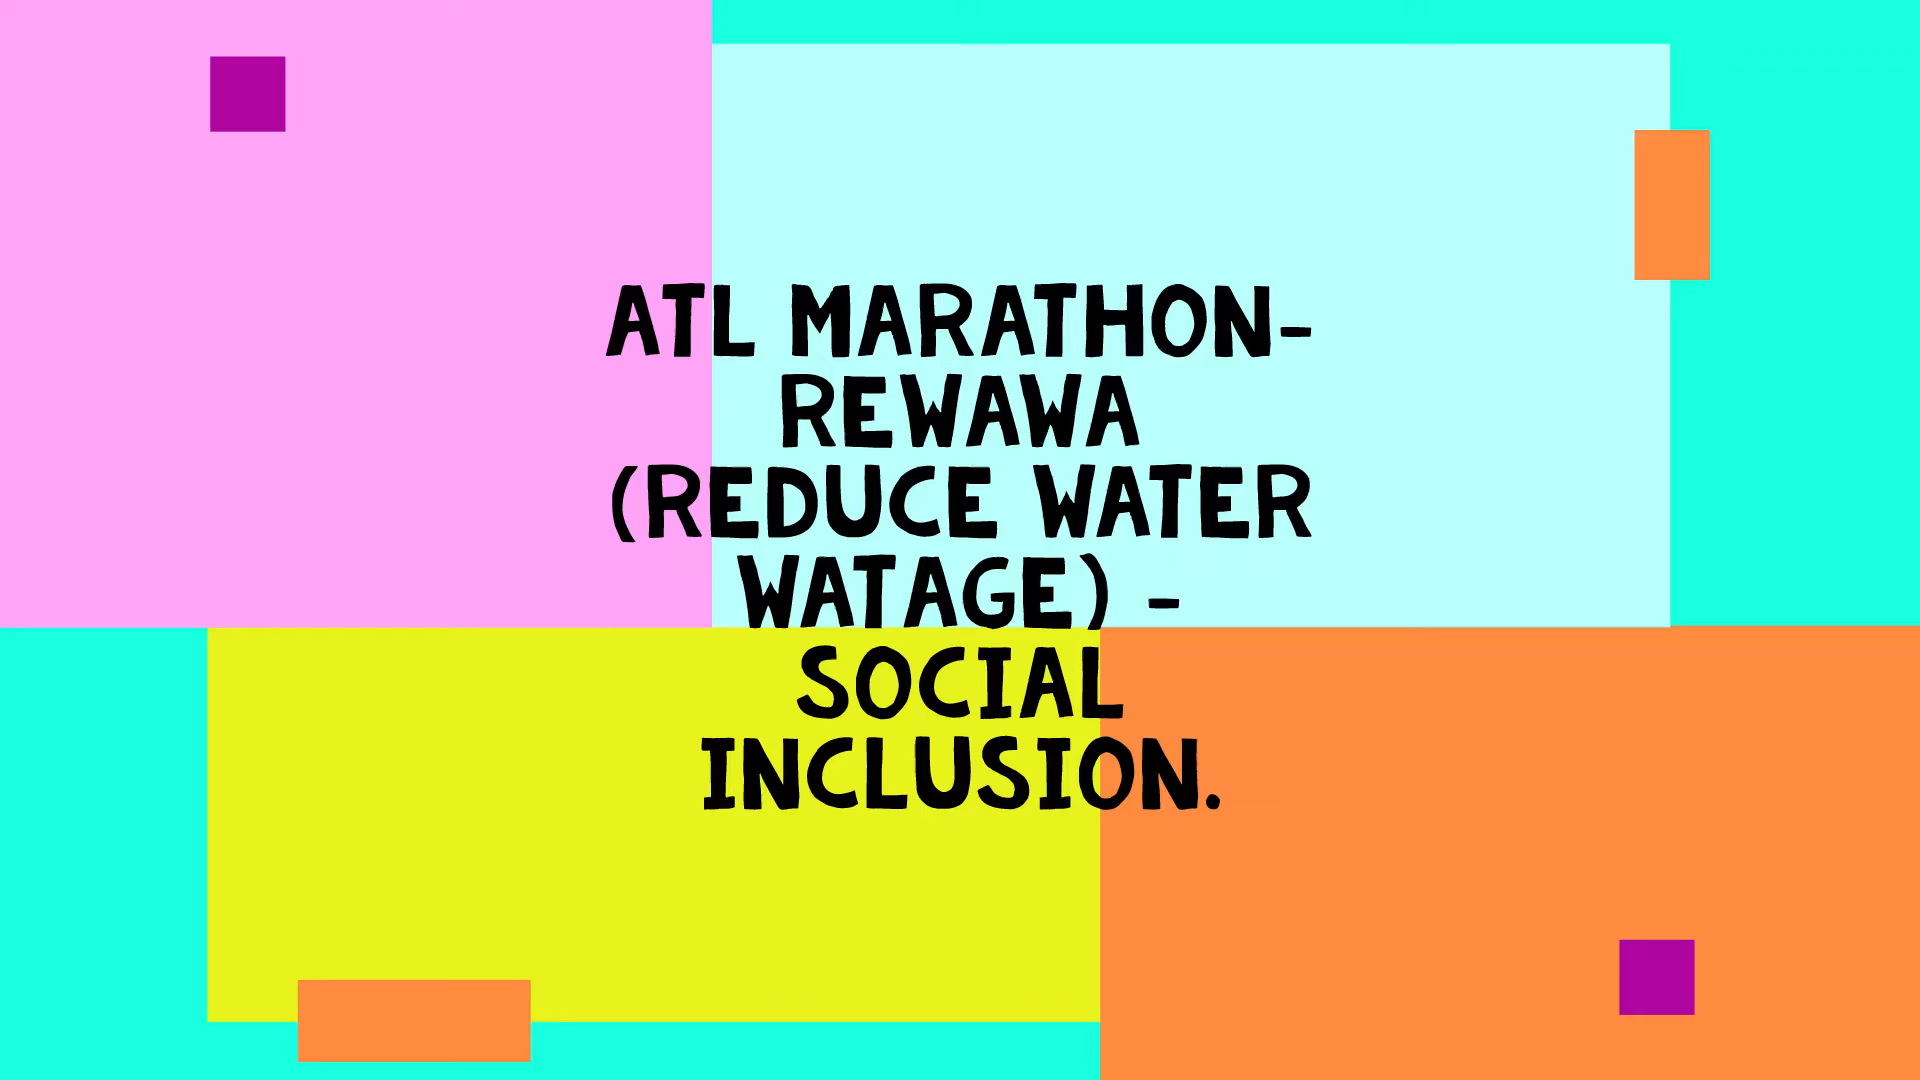 ATL MARATHON-
REWAWA
(REDUCE WATER
WATAGE) -
SOCIAL
INCLUSION.